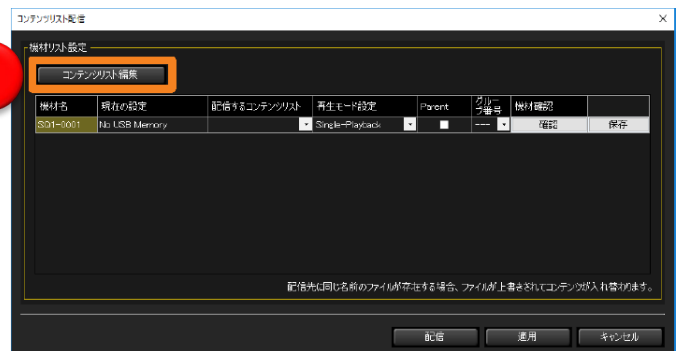 コンテンツリスト配信
機材リスト設定
コンテンツリスト編集
機材名 現在の設定 配信するコンテンツリスト 再生モード設定 Parent グループ番号 機材確認
SQ1-0001 No USB Memory Single-Playback --- 確認 保存
配信先に同じ名前のファイルが存在する場合、ファイルが上書きされてコンテンツが入れ替わります。
配信 運用 キャンセル